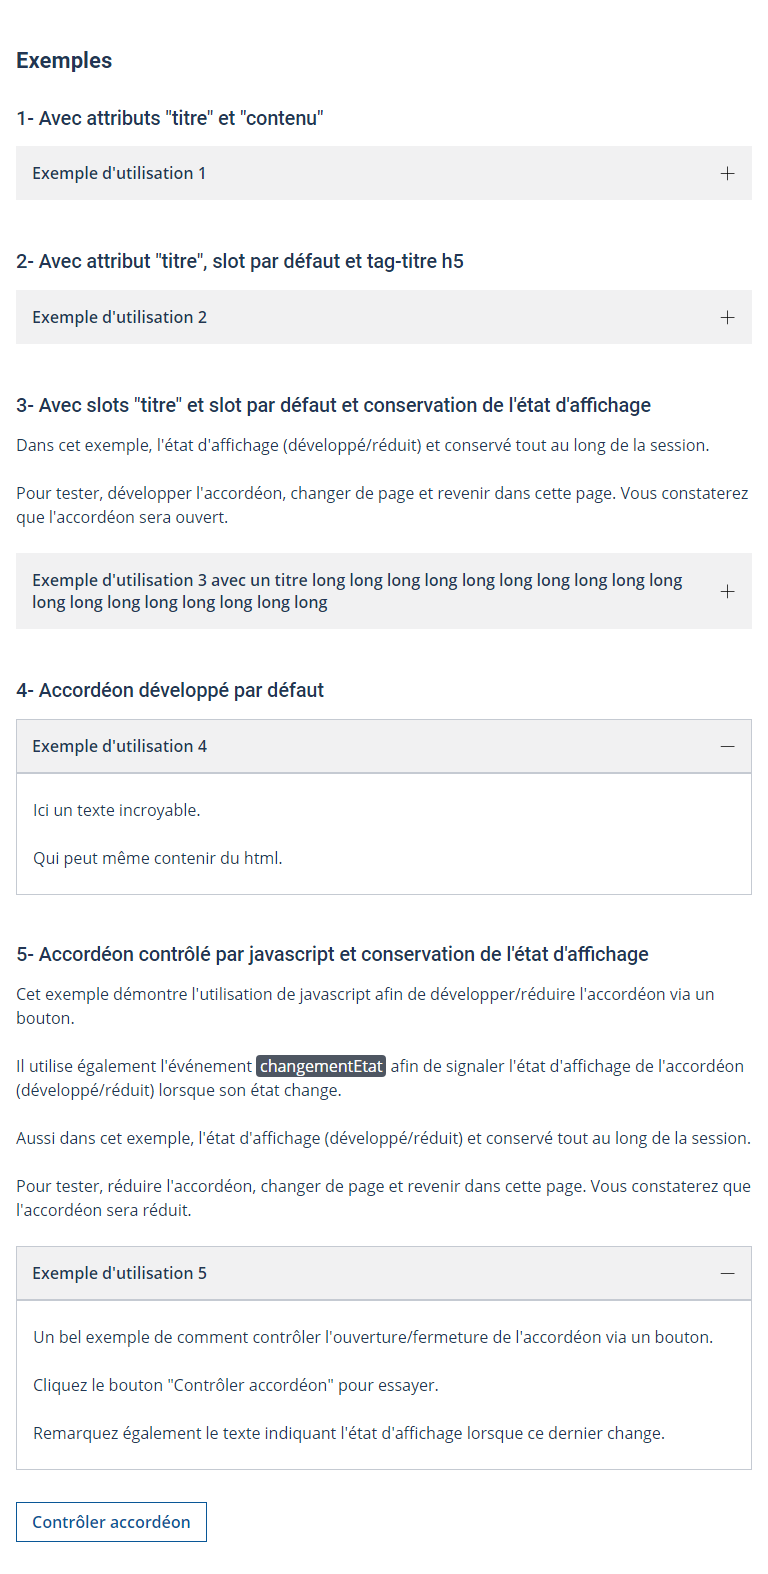 Exemples
1- Avec attributs "titre" et "contenu"
Exemple d'utilisation 1
2- Avec attribut "titre", slot par défaut et tag-titre h5
Exemple d'utilisation 2
3- Avec slots "titre" et slot par défaut et conservation de l'état d'affichage
Dans cet exemple, l'état d'affichage (développé/réduit) et conservé tout au long de la session.
Pour tester, développer l'accordéon, changer de page et revenir dans cette page. Vous constaterez
que l'accordéon sera ouvert.
Exemple d'utilisation 3 avec un titre long long long long long long long long long long
long long long long long long long long
4- Accordéon développé par défaut
Exemple d'utilisation 4
Ici un texte incroyable.
Qui peut même contenir du html.
5- Accordéon contrôlé par javascript et conservation de l'état d'affichage
Cet exemple démontre l'utilisation de javascript afin de développer/réduire l'accordéon via un
bouton.
Il utilise également l'événement changementEtat afin de signaler l'état d'affichage de l'accordéon
(développé/réduit) lorsque son état change.
Aussi dans cet exemple, l'état d'affichage (développé/réduit) et conservé tout au long de la session.
Pour tester, réduire l'accordéon, changer de page et revenir dans cette page. Vous constaterez que
l'accordéon sera réduit.
Exemple d'utilisation 5
Un bel exemple de comment contrôler l'ouverture/fermeture de l'accordéon via un bouton.
Cliquez le bouton "Contrôler accordéon" pour essayer.
Remarquez également le texte indiquant l'état d'affichage lorsque ce dernier change.
Contrôler accordéon